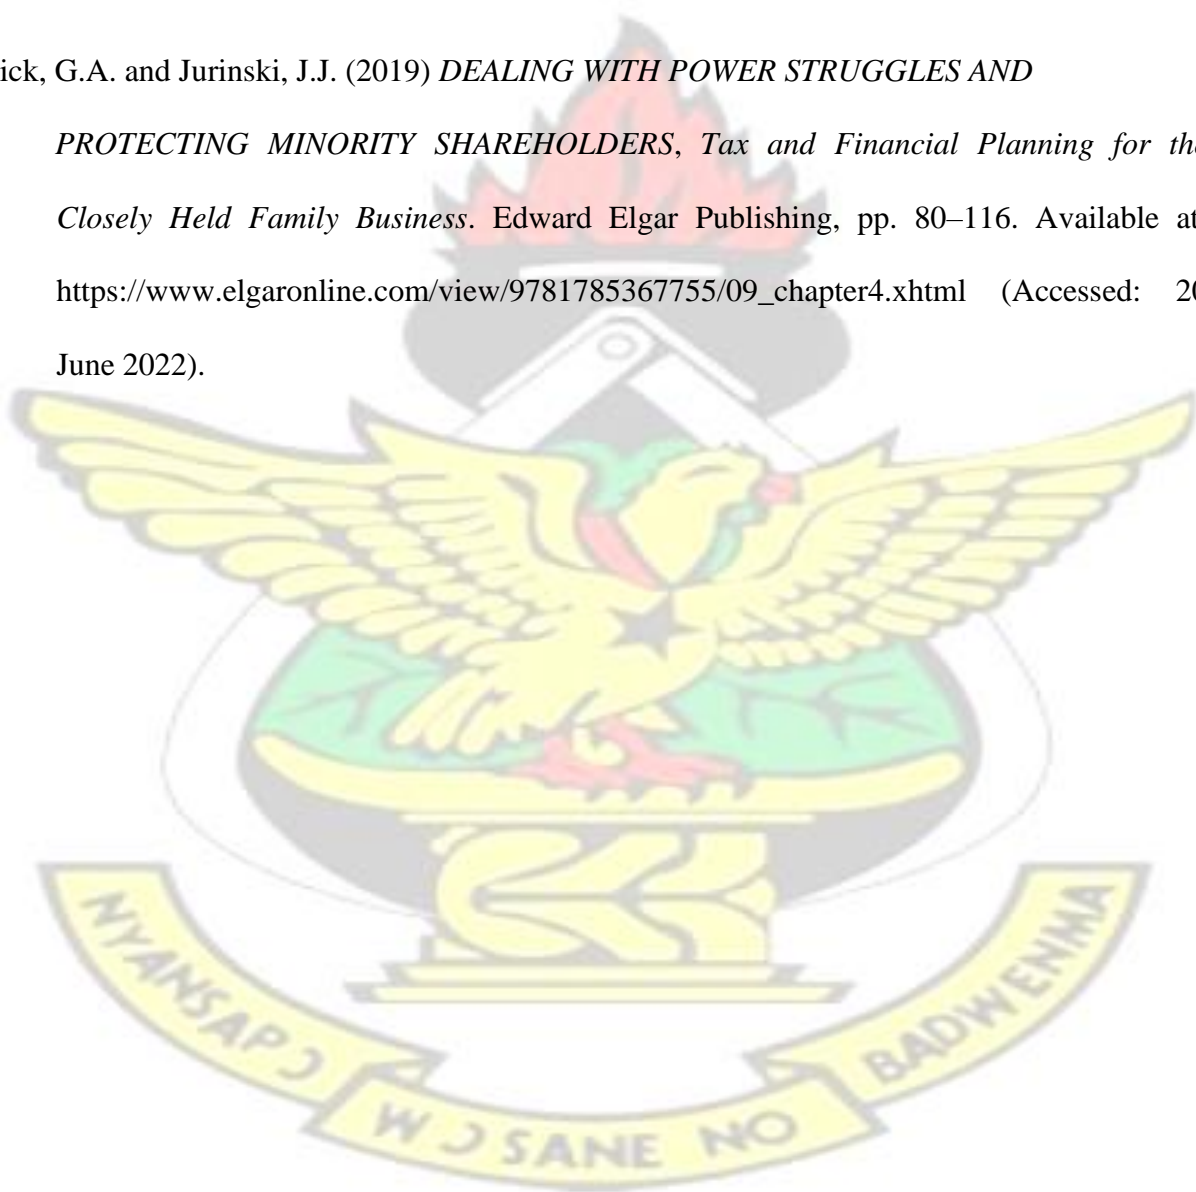 ick, G.A. and Jurinski, J.J. (2019) DEALING WITH POWER STRUGGLES AND
PROTECTING MINORITY SHAREHOLDERS, Tax and Financial Planning for the
Closely Held Family Business. Edward Elgar Publishing, pp. 80–116. Available at
https://www.elgaronline.com/view/9781785367755/09_chapter4.xhtml (Accessed: 20
June 2022).
NYANSAPƆ
WƆSANE NO
BADWENMA